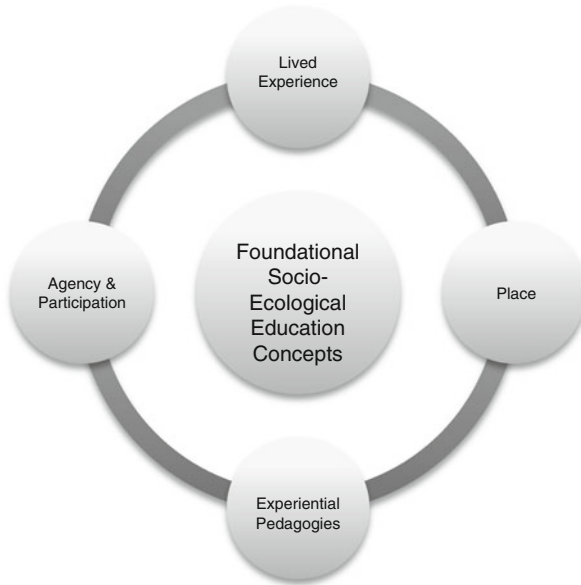 Lived
Experience
Foundational
Socio-
Ecological
Education
Concepts
Agency &
Participation
Place
Experiential
Pedagogies